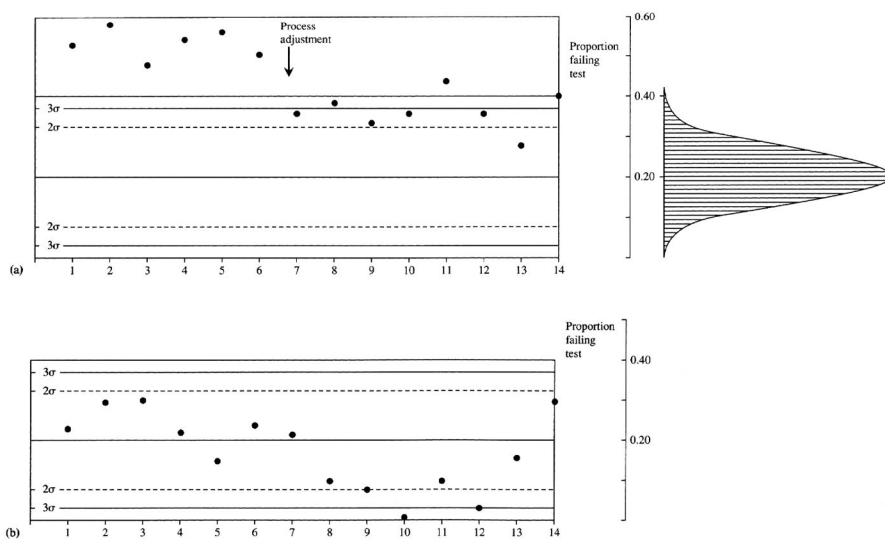 Process
adjustment
Proportion
failing
test
0.60
0.40
0.20
3σ
2σ
2σ
3σ
(a)
1 2 3 4 5 6 7 8 9 10 11 12 13 14
Proportion
failing
test
0.40
0.20
3σ
2σ
2σ
3σ
(b)
1 2 3 4 5 6 7 8 9 10 11 12 13 14